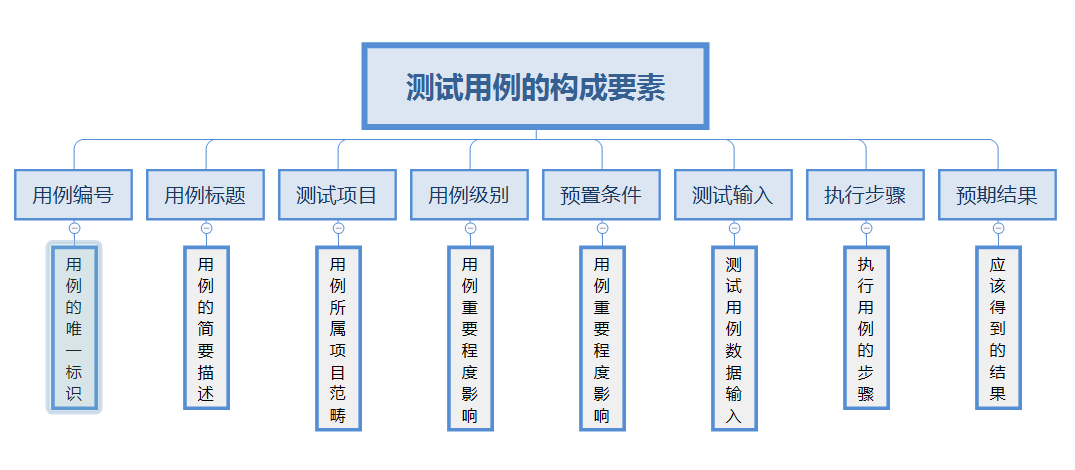 测试用例的构成要素
用例编号
用例标题
测试项目
用例级别
预置条件
测试输入
执行步骤
预期结果
用例的唯一标识
用例的简要描述
用例所属项目范畴
用例重要程度影响
用例重要程度影响
测试用例数据输入
执行用例的步骤
应该得到的结果